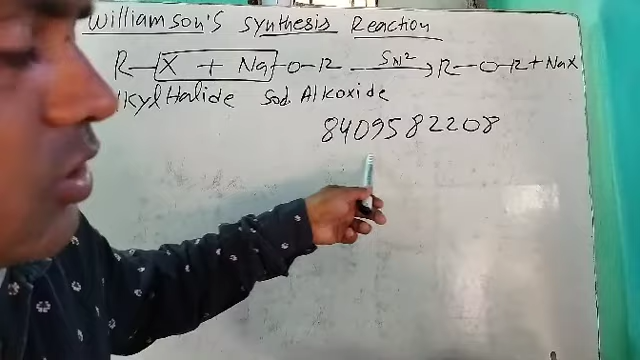 Williamson's Synthesis Reaction
R-X + Na-O-R SN2 R-O-R + NaX
lkyl Halide Sod. Alkoxide
8409582208